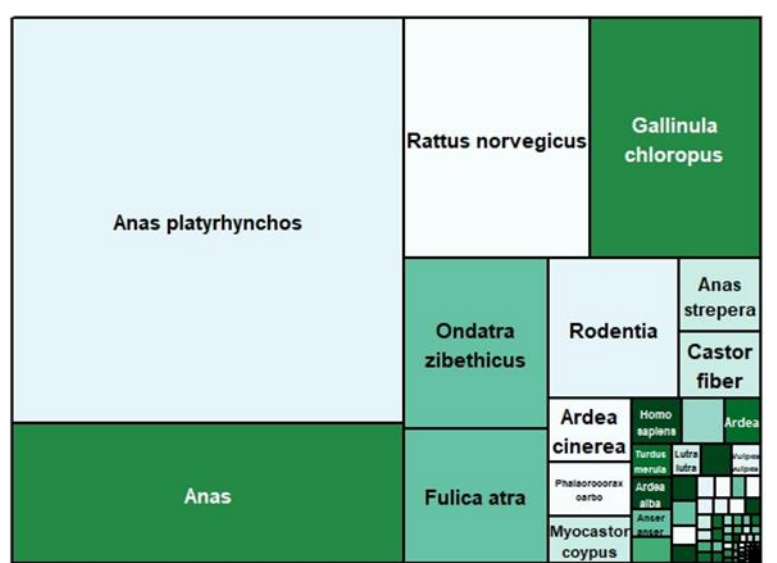 Anas platyrhynchos
Rattus norvegicus
Gallinula
chloropus
Anas
Ondatra
zibethicus
Fulica atra
Rodentia
Anas
strepera
Castor
fiber
Ardea
cinerea
Phalacrocorax
carbo
Myocastor
coypus
Homo
sapiens
Ardea
Turdus
merula
Lutra
lutra
Vulpes
vulpes
Ardea
alba
Anser
anser